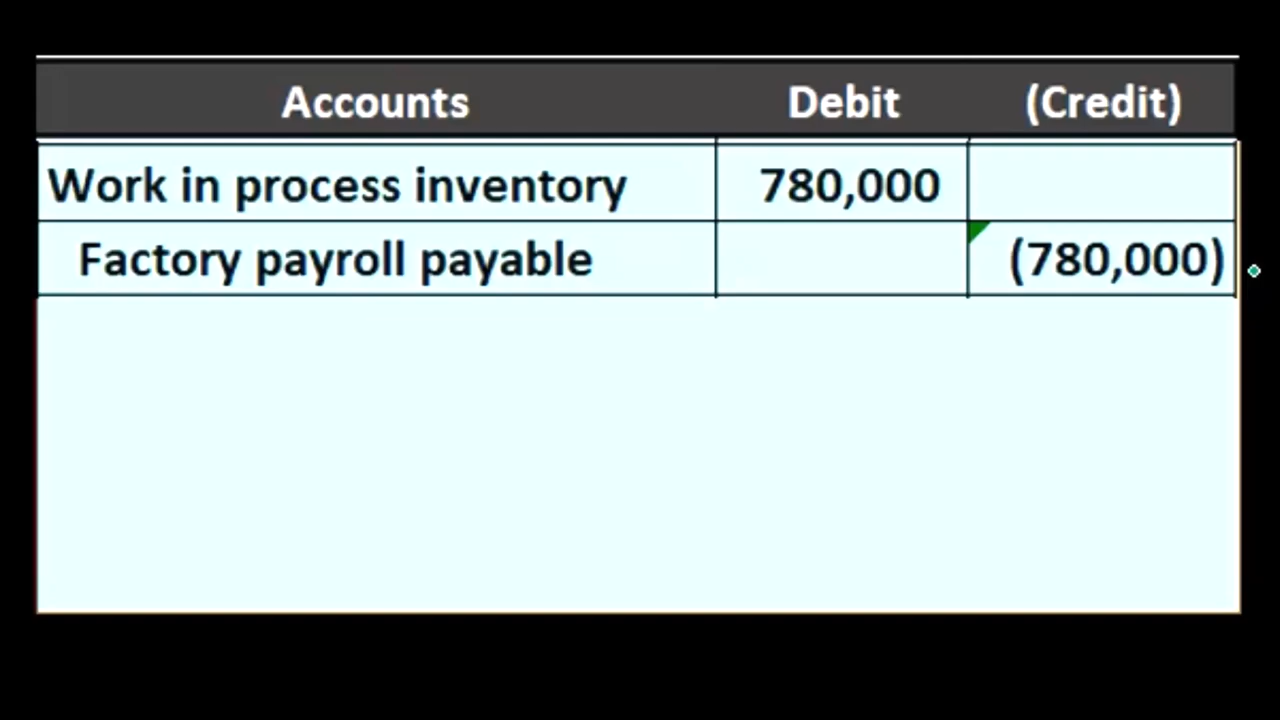 Accounts Debit (Credit)
Work in process inventory 780,000
Factory payroll payable (780,000)